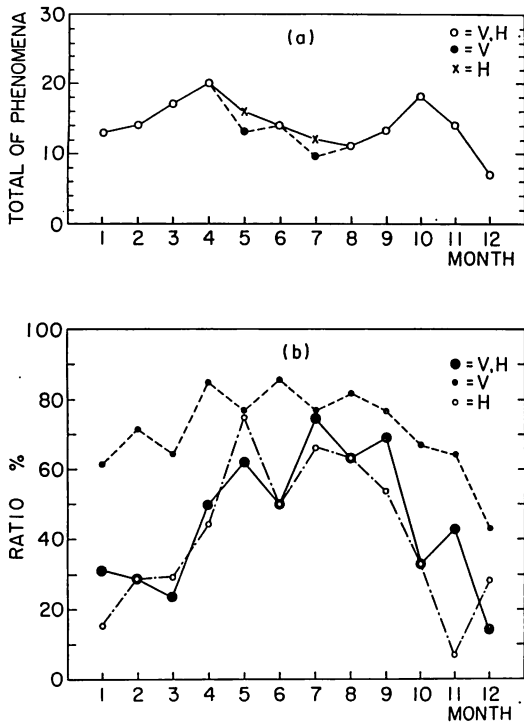 TOTAL OF PHENOMENA
30
20
10
0
(a)
○ = V, H
● = V
× = H
1 2 3 4 5 6 7 8 9 10 11 12
MONTH
RATIO %
100
80
60
40
20
0
(b)
● = V, H
• = V
○ = H
1 2 3 4 5 6 7 8 9 10 11 12
MONTH